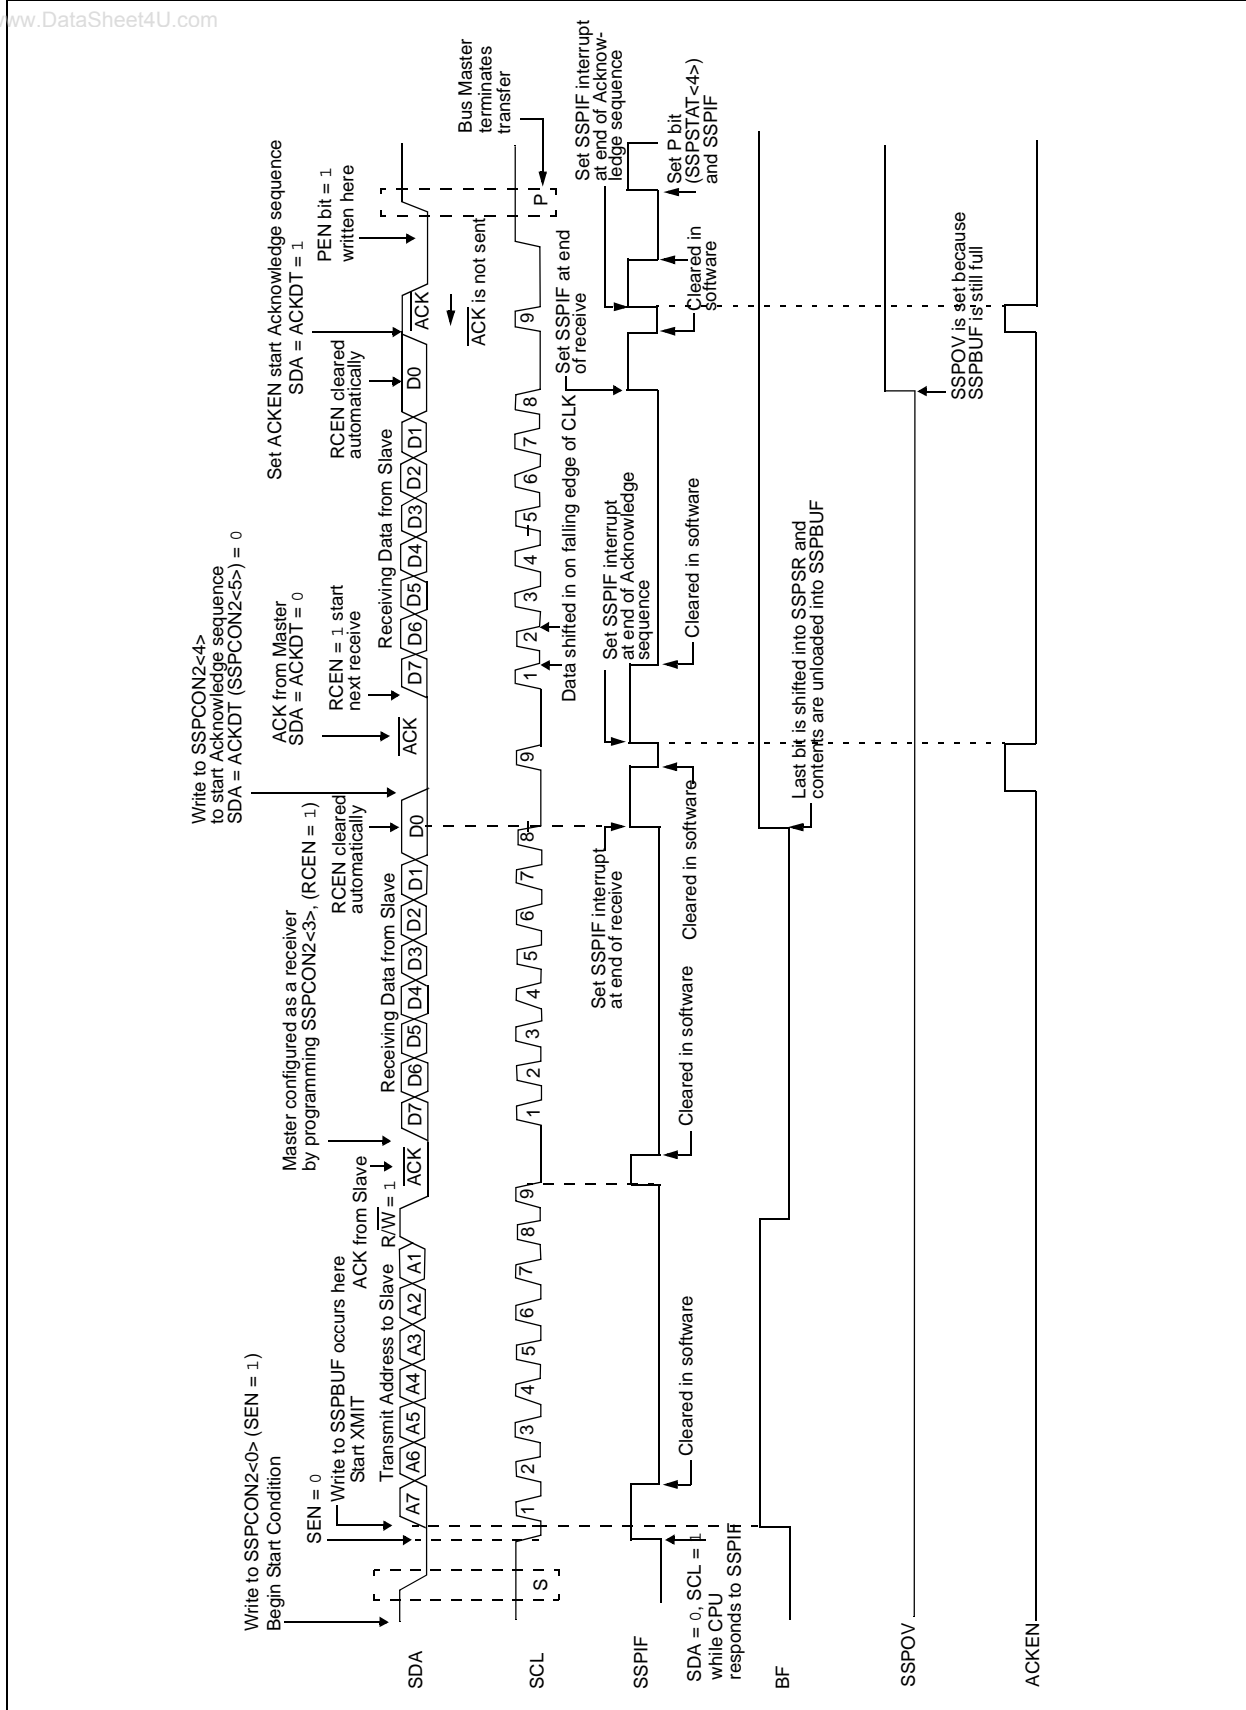 www.DataSheet4U.com
Write to SSPCON2<0> (SEN = 1)
Begin Start Condition
SEN = 0
Write to SSPBUF occurs here
Start XMIT
Transmit Address to Slave
R/W = 1
ACK from Slave
Master configured as a receiver
by programming SSPCON2<3>, (RCEN = 1)
Receiving Data from Slave
RCEN cleared
automatically
Write to SSPCON2<4>
to start Acknowledge sequence
SDA = ACKDT (SSPCON2<5>) = 0
ACK from Master
SDA = ACKDT = 0
RCEN = 1 start
next receive
Receiving Data from Slave
RCEN cleared
automatically
Set ACKEN start Acknowledge sequence
SDA = ACKDT = 1
PEN bit = 1
written here
SDA
A7 A6 A5 A4 A3 A2 A1
ACK
D7 D6 D5 D4 D3 D2 D1 D0
ACK
D7 D6 D5 D4 D3 D2 D1 D0
ACK
ACK is not sent
Bus Master
terminates
transfer
SCL
S
1 2 3 4 5 6 7 8 9
1 2 3 4 5 6 7 8 9
1 2 3 4 5 6 7 8 9
P
Data shifted in on falling edge of CLK
Set SSPIF interrupt
at end of receive
Set SSPIF interrupt
at end of Acknowledge
sequence
Set SSPIF at end
of receive
Set SSPIF interrupt
at end of Acknow-
ledge sequence
SSPIF
SDA = 0, SCL = 1
while CPU
responds to SSPIF
Cleared in software
Cleared in software
Cleared in software
Cleared in software
Cleared in software
Cleared in
software
Set P bit
(SSPSTAT<4>)
and SSPIF
BF
Last bit is shifted into SSPSR and
contents are unloaded into SSPBUF
SSPOV
SSPOV is set because
SSPBUF is still full
ACKEN